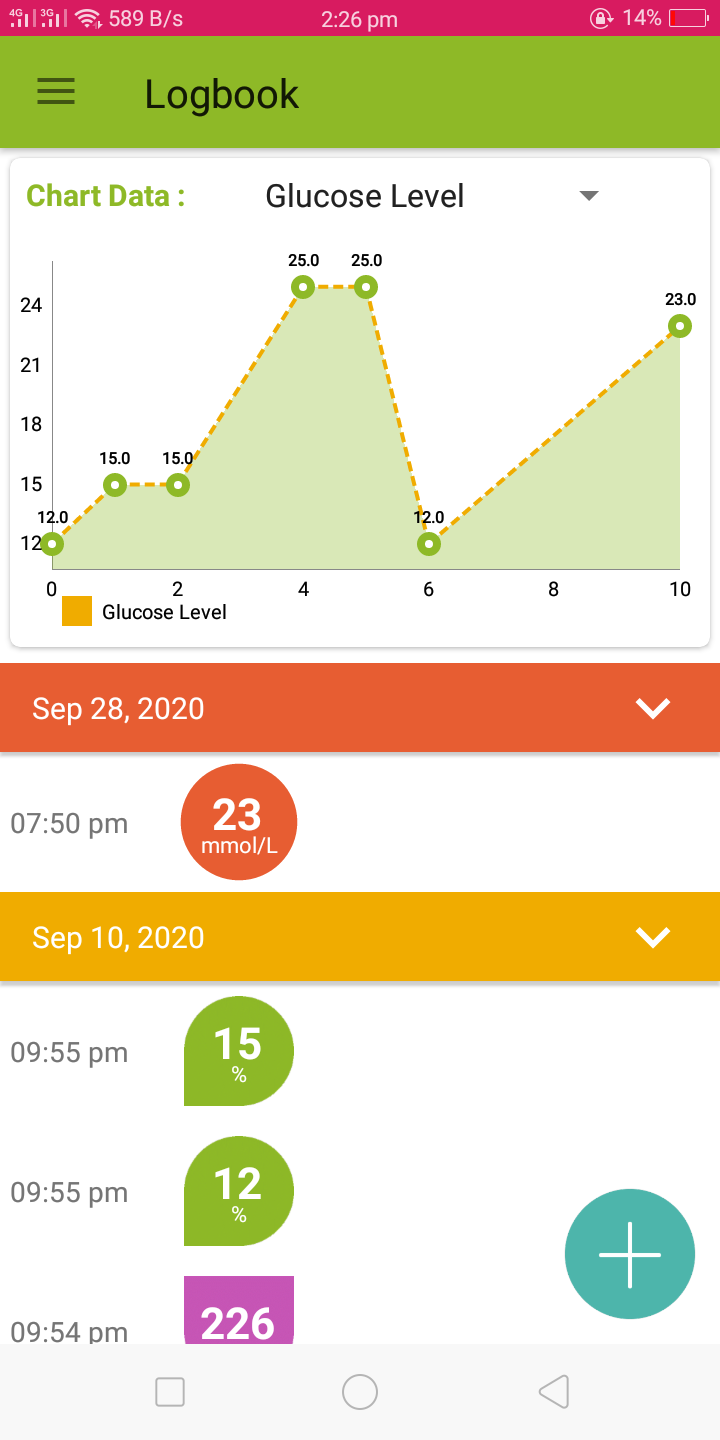 4G 3G 589 B/s 2:26 pm 14%
Logbook
Chart Data : Glucose Level
25.0 25.0
23.0
24
21
18
15.0 15.0
15
12.0 12.0
12
0 2 4 6 8 10
Glucose Level
Sep 28, 2020
07:50 pm 23
mmol/L
Sep 10, 2020
09:55 pm 15
%
09:55 pm 12
%
09:54 pm 226